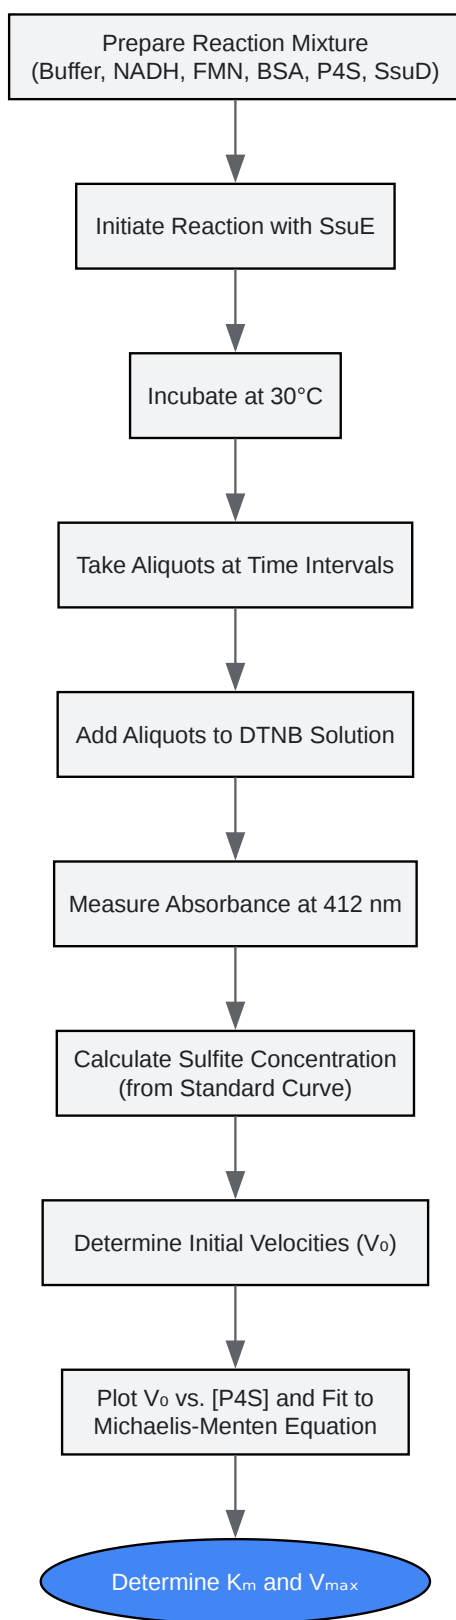 Prepare Reaction Mixture
(Buffer, NADH, FMN, BSA, P4S, SsuD)
Initiate Reaction with SsuE
Incubate at 30°C
Take Aliquots at Time Intervals
Add Aliquots to DTNB Solution
Measure Absorbance at 412 nm
Calculate Sulfite Concentration
(from Standard Curve)
Determine Initial Velocities (V₀)
Plot V₀ vs. [P4S] and Fit to
Michaelis-Menten Equation
Determine Kₘ and Vₘₐₓ